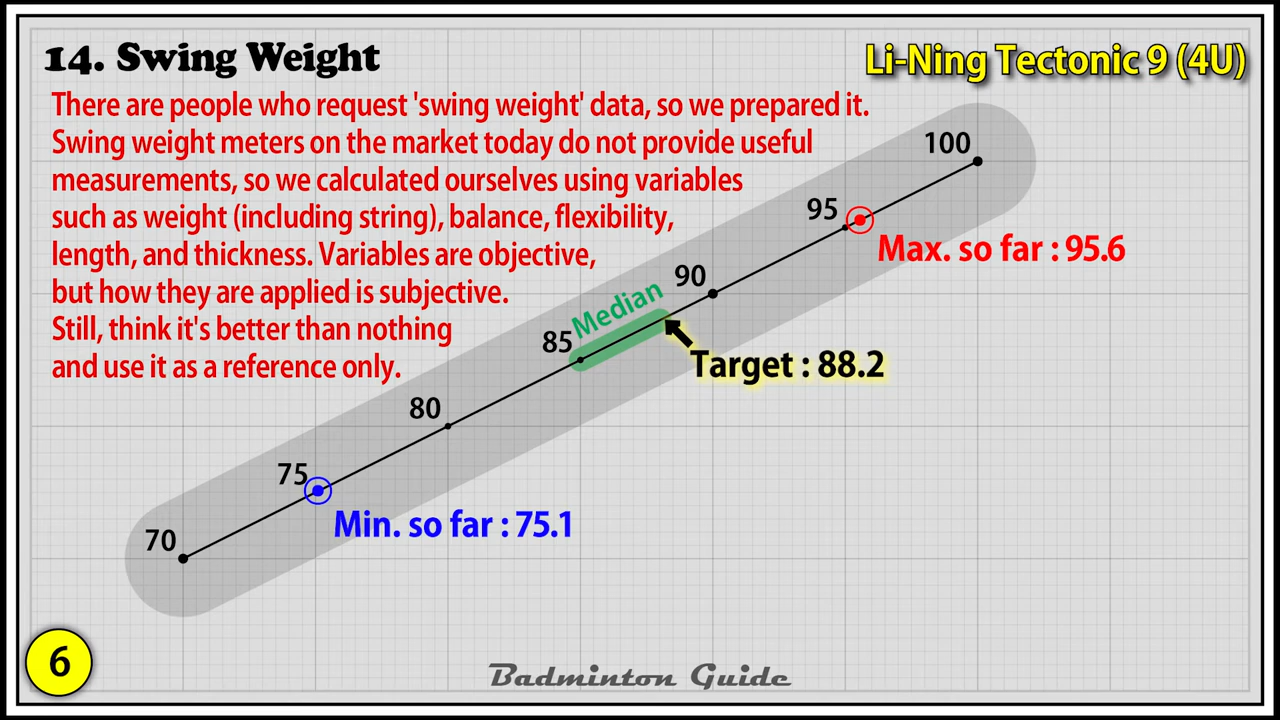 14. Swing Weight
Li-Ning Tectonic 9 (4U)
There are people who request 'swing weight' data, so we prepared it.
Swing weight meters on the market today do not provide useful
measurements, so we calculated ourselves using variables
such as weight (including string), balance, flexibility,
length, and thickness. Variables are objective,
but how they are applied is subjective.
Still, think it's better than nothing
and use it as a reference only.
100
95
Max. so far : 95.6
90
Median
85
Target : 88.2
80
75
Min. so far : 75.1
70
6
Badminton Guide